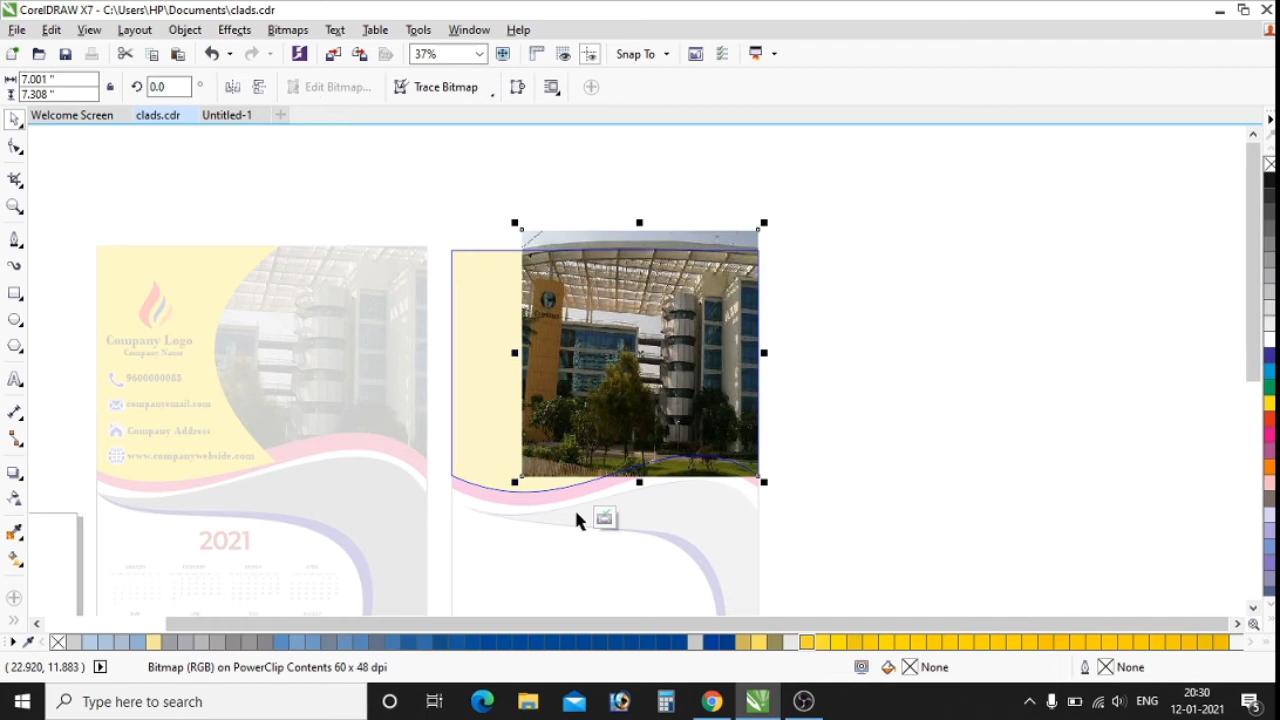 CorelDRAW X7 - C:\Users\HP\Documents\clads.cdr
File Edit View Layout Object Effects Bitmaps Text Table Tools Window Help
37% Snap To
7.001 "
7.308 "
0.0 ° Edit Bitmap... Trace Bitmap
Welcome Screen clads.cdr Untitled-1
Company Logo
Company Name
9600000085
companyemail.com
Company Address
www.companywebside.com
2021
( 22.920, 11.883 ) Bitmap (RGB) on PowerClip Contents 60 x 48 dpi None None
Type here to search
ENG
20:30
12-01-2021
5